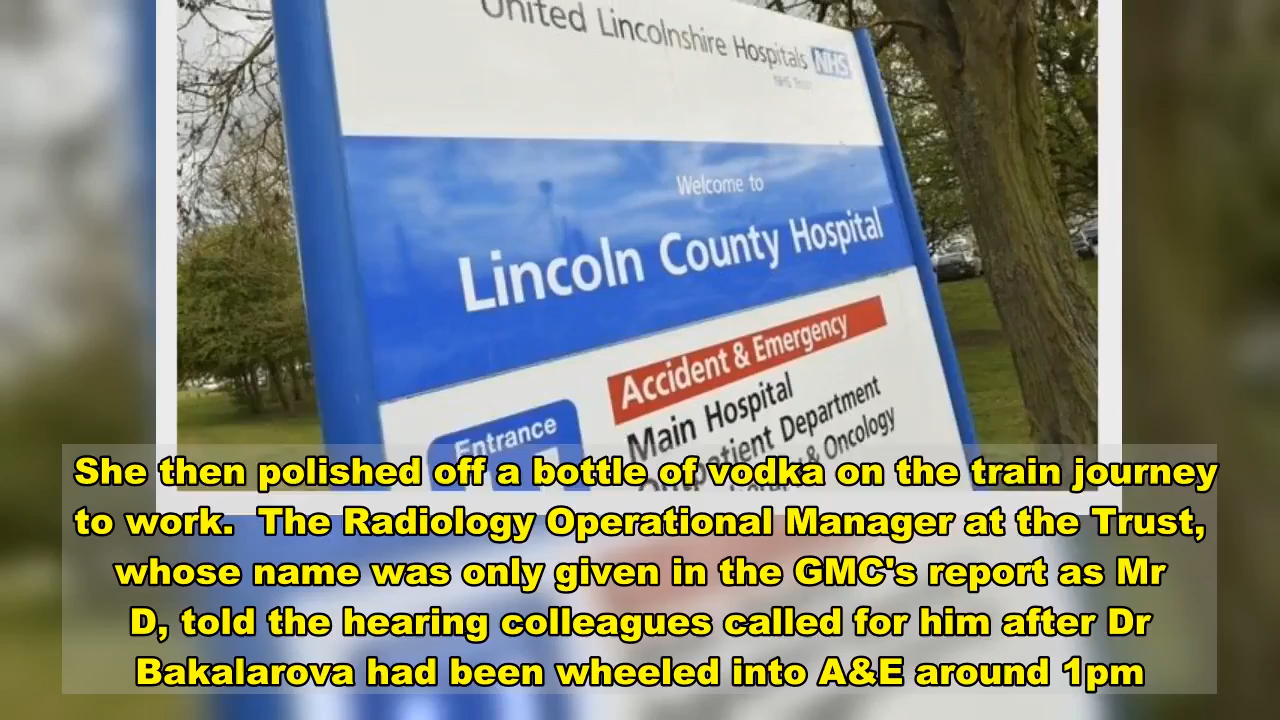 United Lincolnshire Hospitals NHS
NHS Trust
Welcome to
Lincoln County Hospital
Accident & Emergency
Main Hospital
Entrance
Outpatient Department
& Oncology
She then polished off a bottle of vodka on the train journey
to work. The Radiology Operational Manager at the Trust,
whose name was only given in the GMC's report as Mr
D, told the hearing colleagues called for him after Dr
Bakalarova had been wheeled into A&E around 1pm